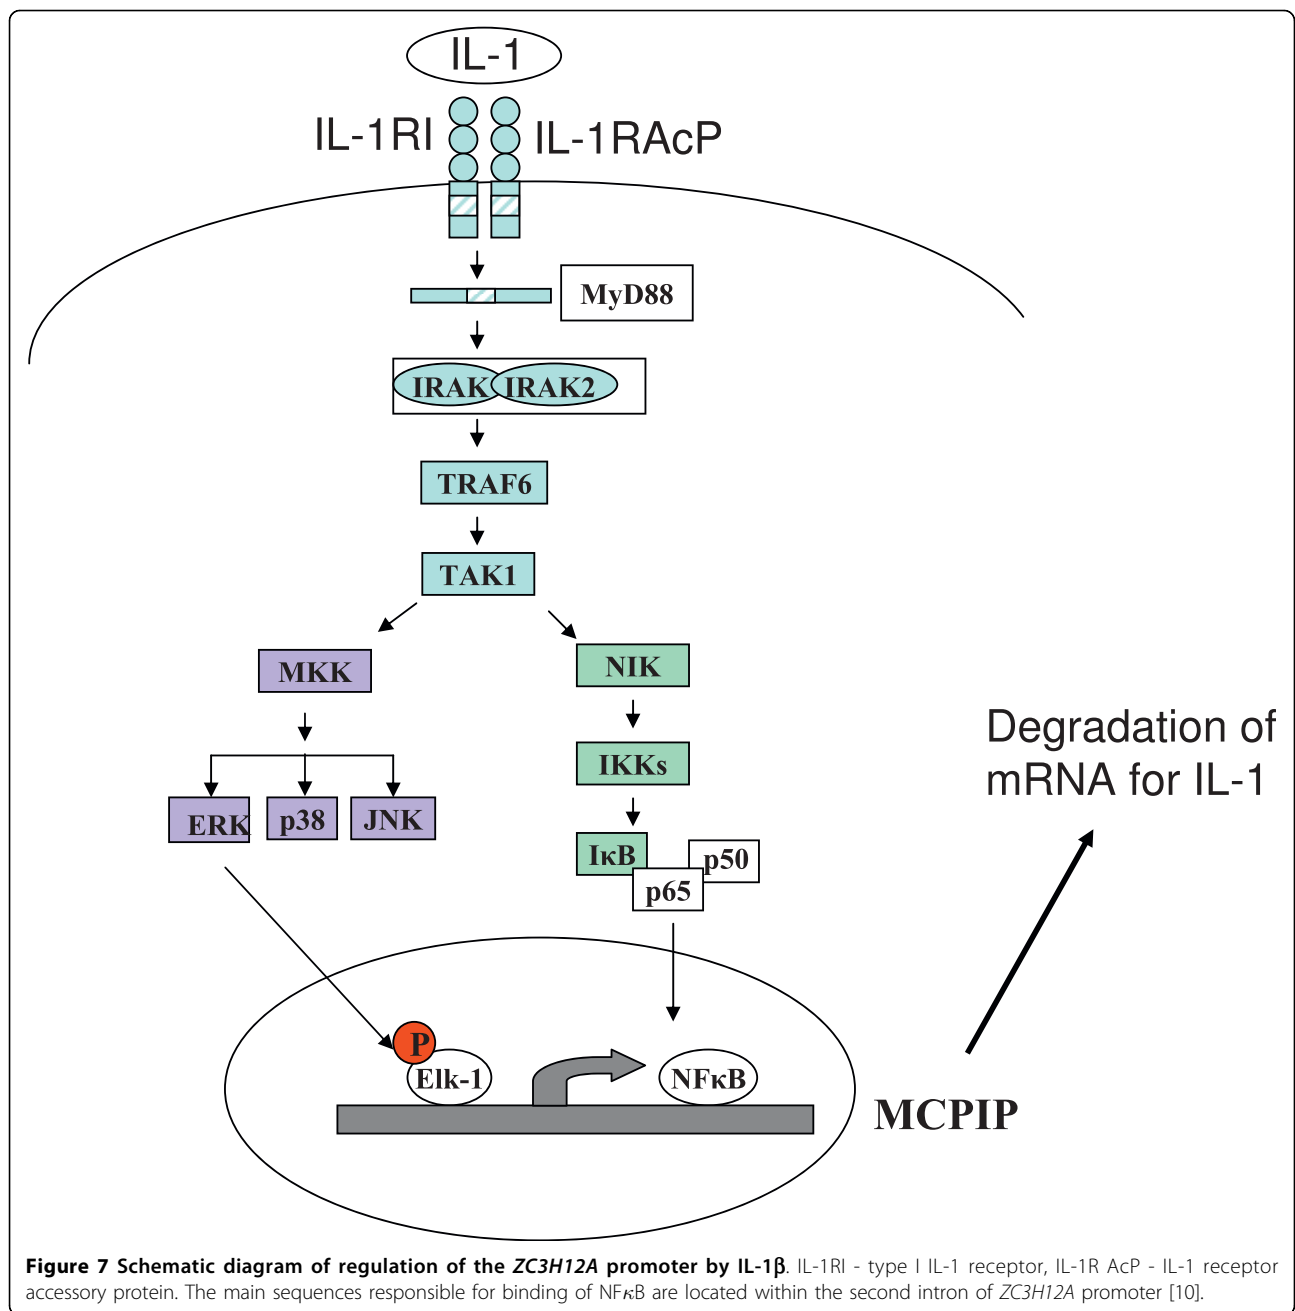 IL-1
IL-1RI
IL-1RAcP
MyD88
IRAK IRAK2
TRAF6
TAK1
MKK
NIK
IKKs
ERK
p38
JNK
IκB
p50
p65
Degradation of
mRNA for IL-1
P
Elk-1
NFκB
MCPIP
Figure 7 Schematic diagram of regulation of the ZC3H12A promoter by IL-1β. IL-1RI - type I IL-1 receptor, IL-1R AcP - IL-1 receptor
accessory protein. The main sequences responsible for binding of NFκB are located within the second intron of ZC3H12A promoter [10].